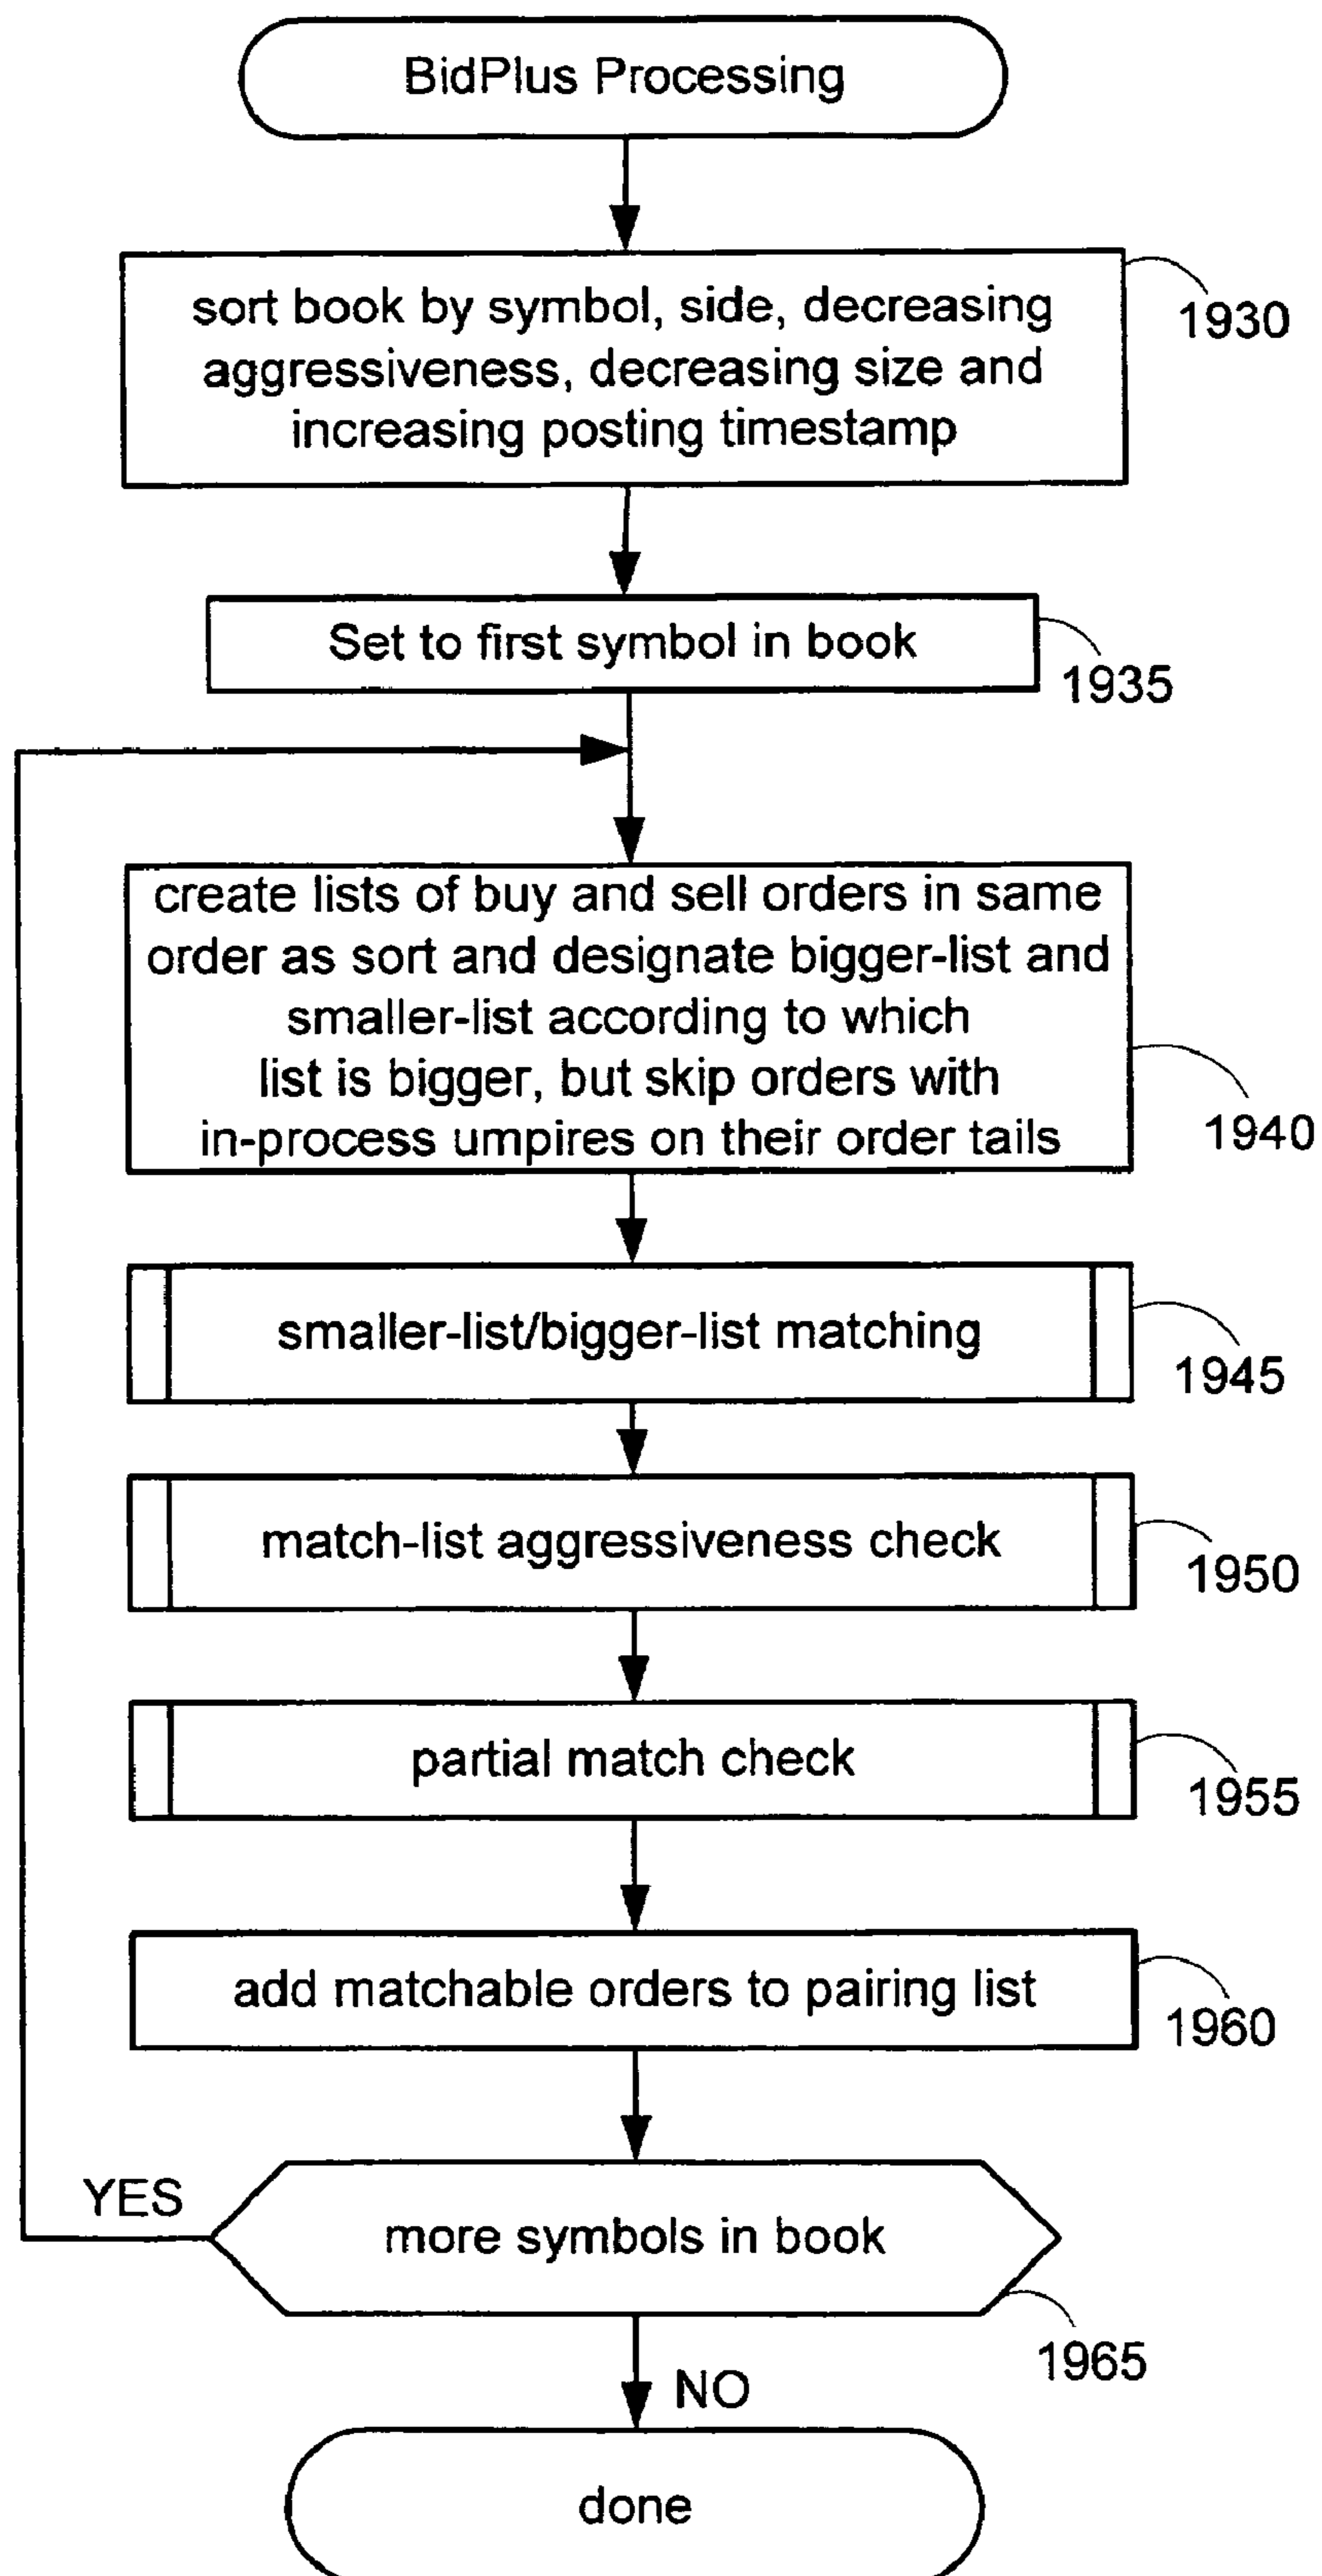 BidPlus Processing
sort book by symbol, side, decreasing
aggressiveness, decreasing size and
increasing posting timestamp
1930
Set to first symbol in book
1935
create lists of buy and sell orders in same
order as sort and designate bigger-list and
smaller-list according to which
list is bigger, but skip orders with
in-process umpires on their order tails
1940
smaller-list/bigger-list matching
1945
match-list aggressiveness check
1950
partial match check
1955
add matchable orders to pairing list
1960
YES
more symbols in book
1965
NO
done